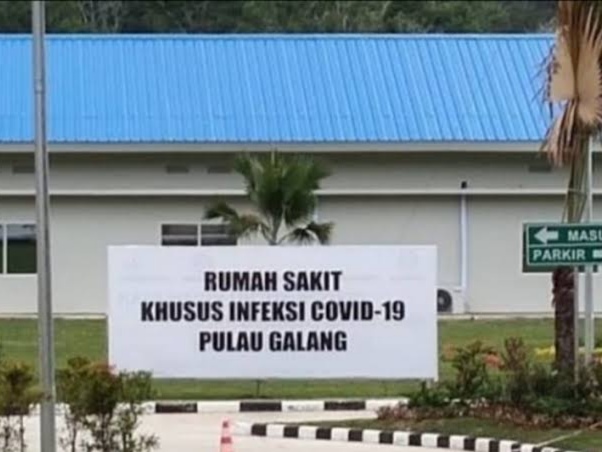 RUMAH SAKIT
KHUSUS INFEKSI COVID-19
PULAU GALANG
PARKIR